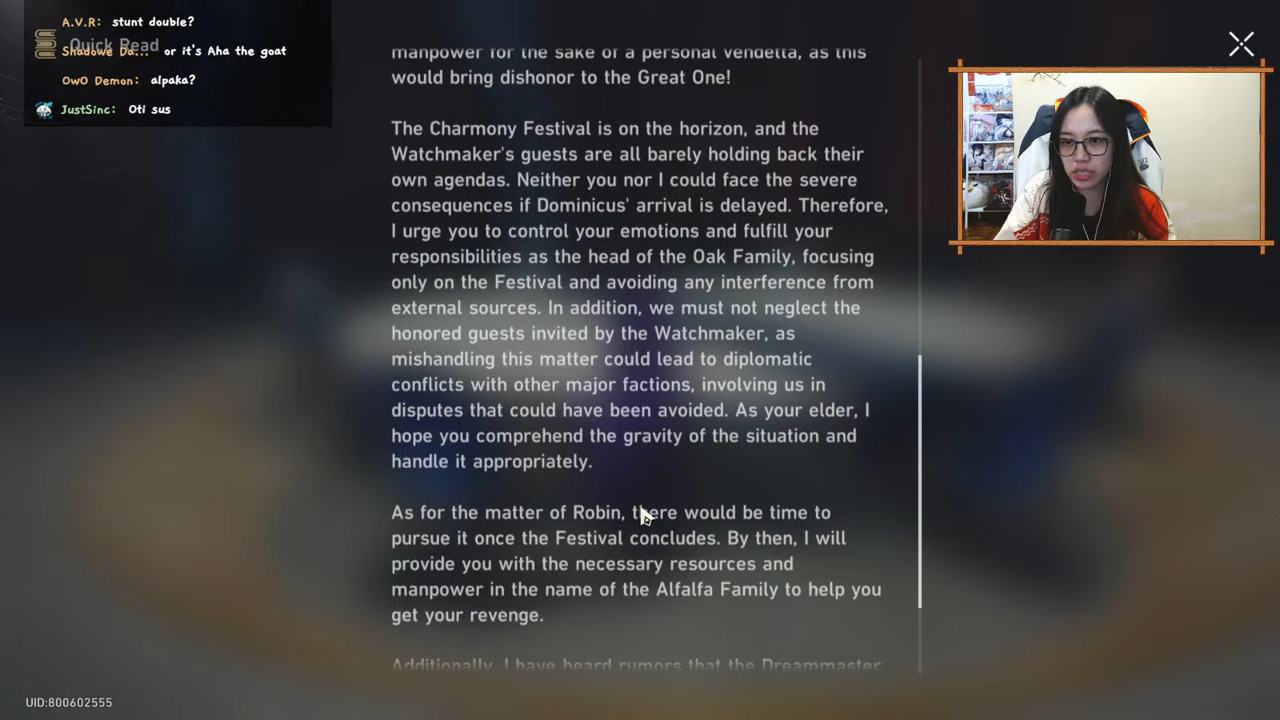 A.V.R: stunt double?
Quick Read
Shadowe Da... or it's Aha the goat
OwO Demon: alpaka?
JustSinc: Oti sus
manpower for the sake of a personal vendetta, as this
would bring dishonor to the Great One!
The Charmony Festival is on the horizon, and the
Watchmaker's guests are all barely holding back their
own agendas. Neither you nor I could face the severe
consequences if Dominicus' arrival is delayed. Therefore,
I urge you to control your emotions and fulfill your
responsibilities as the head of the Oak Family, focusing
only on the Festival and avoiding any interference from
external sources. In addition, we must not neglect the
honored guests invited by the Watchmaker, as
mishandling this matter could lead to diplomatic
conflicts with other major factions, involving us in
disputes that could have been avoided. As your elder, I
hope you comprehend the gravity of the situation and
handle it appropriately.
As for the matter of Robin, there would be time to
pursue it once the Festival concludes. By then, I will
provide you with the necessary resources and
manpower in the name of the Alfalfa Family to help you
get your revenge.
Additionally, I have heard rumors that the Dreammaster
UID:800602555